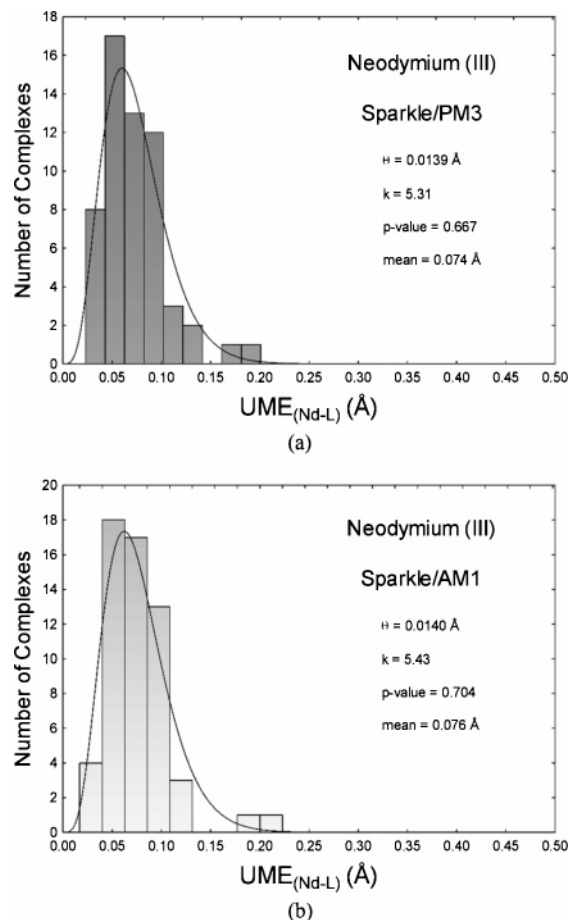 18
16
14
12
10
8
6
4
2
0
Number of Complexes
Neodymium (III)
Sparkle/PM3
θ = 0.0139 Å
k = 5.31
p-value = 0.667
mean = 0.074 Å
0.00 0.05 0.10 0.15 0.20 0.25 0.30 0.35 0.40 0.45 0.50
UME(Nd-L) (Å)
(a)
20
18
16
14
12
10
8
6
4
2
0
Number of Complexes
Neodymium (III)
Sparkle/AM1
θ = 0.0140 Å
k = 5.43
p-value = 0.704
mean = 0.076 Å
0.00 0.05 0.10 0.15 0.20 0.25 0.30 0.35 0.40 0.45 0.50
UME(Nd-L) (Å)
(b)